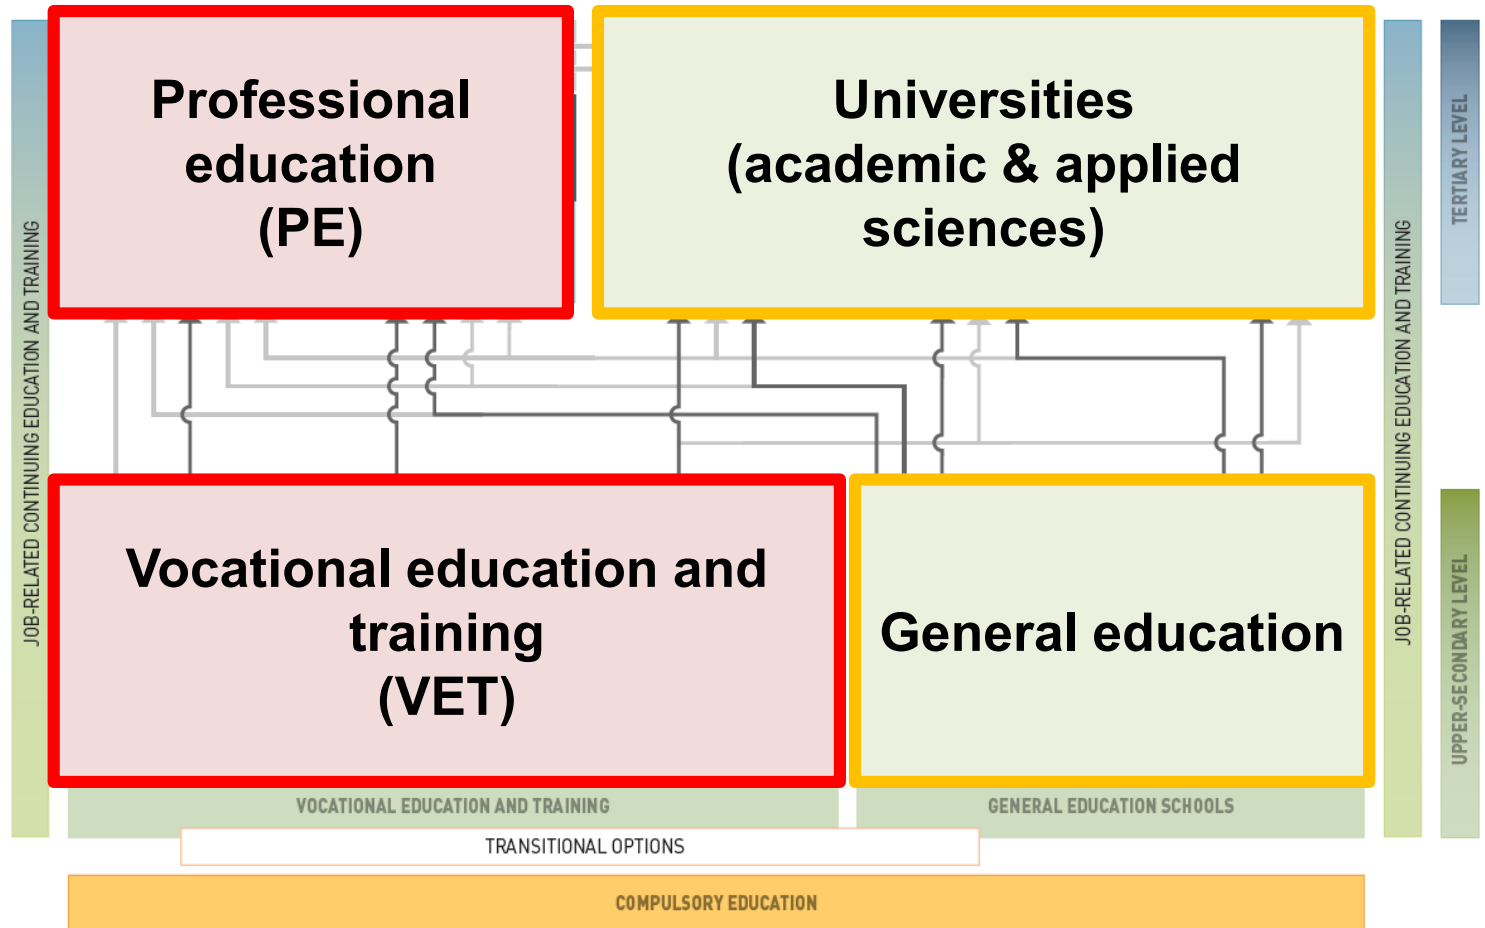 Professional
education
(PE)
Universities
(academic & applied
sciences)
TERTIARY LEVEL
JOB-RELATED CONTINUING EDUCATION AND TRAINING
JOB-RELATED CONTINUING EDUCATION AND TRAINING
Vocational education and
training
(VET)
General education
UPPER-SECONDARY LEVEL
VOCATIONAL EDUCATION AND TRAINING
GENERAL EDUCATION SCHOOLS
TRANSITIONAL OPTIONS
COMPULSORY EDUCATION